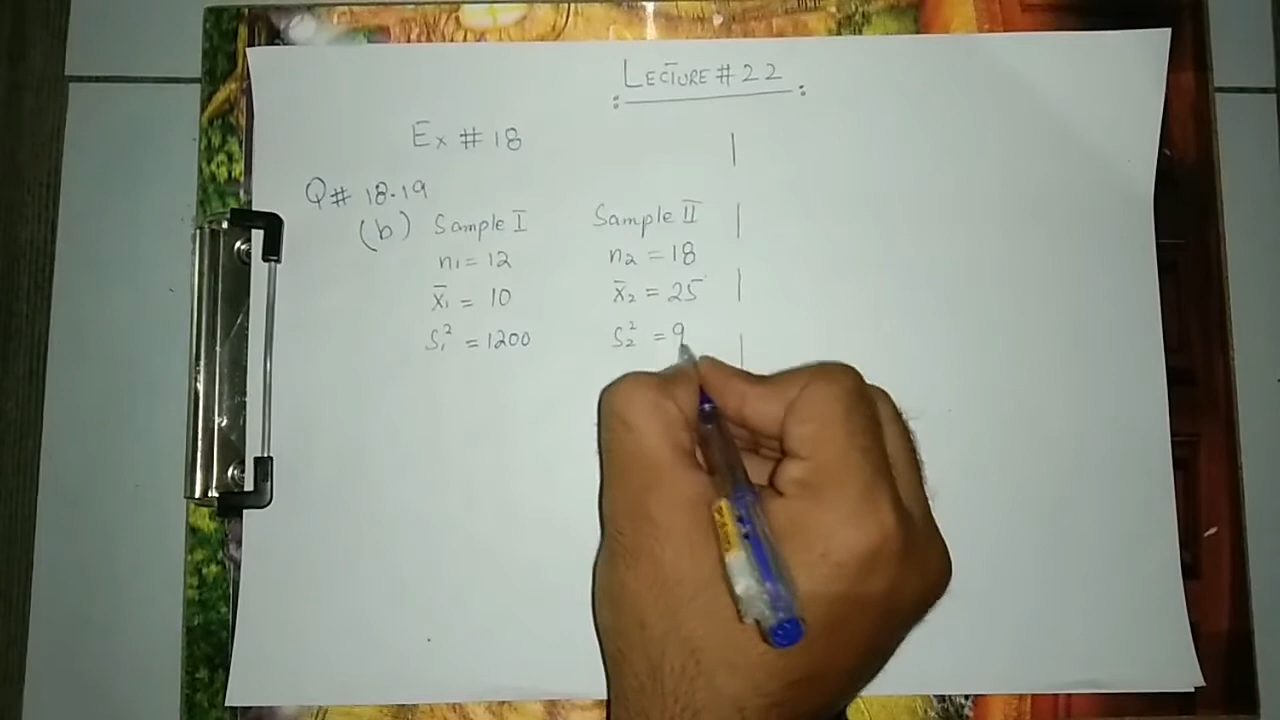 LECTURE # 22
Ex # 18
Q# 18-19
(b) Sample I Sample II
n₁ = 12 n₂ = 18
x̄₁ = 10 x̄₂ = 25
S₁² = 1200 S₂² = 9